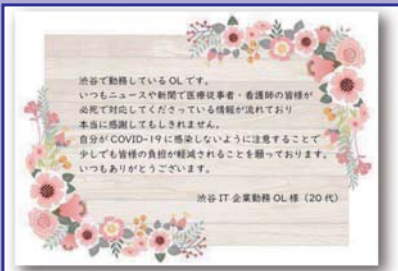 渋谷で勤務しているOLです。
いつもニュースや新聞で医療従事者・看護師の皆様が
必死で対応してくださっている情報が流れており
本当に感謝してもしきれません。
自分がCOVID-19に感染しないように注意することで
少しでも皆様の負担が軽減されることを願っております。
いつもありがとうございます。
渋谷IT企業勤務OL様（20代）